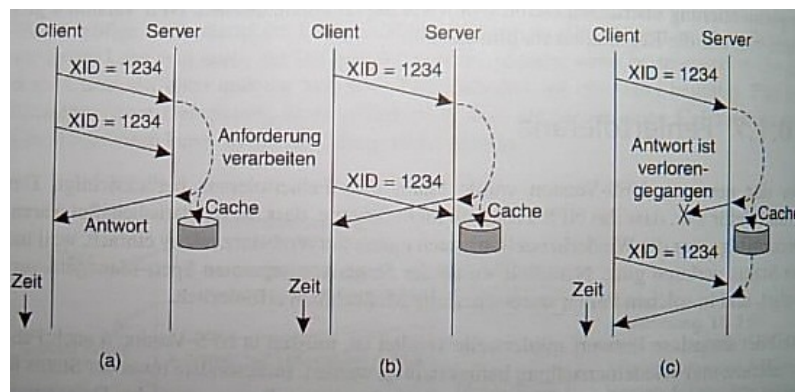 Client
Server
XID = 1234
XID = 1234
Anforderung
verarbeiten
Antwort
Cache
Zeit
(a)
Client
Server
XID = 1234
XID = 1234
Cache
Zeit
(b)
Client
Server
XID = 1234
Antwort ist
verloren-
gegangen
Cache
XID = 1234
Zeit
(c)